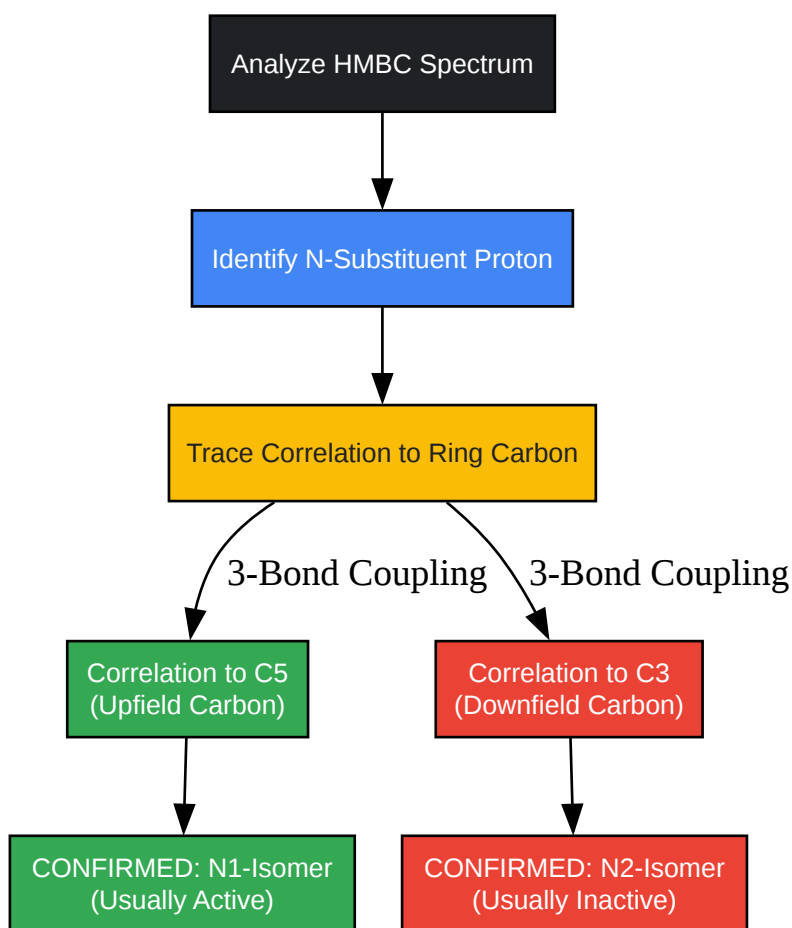 Analyze HMBC Spectrum
Identify N-Substituent Proton
Trace Correlation to Ring Carbon
3-Bond Coupling
3-Bond Coupling
Correlation to C5
(Upfield Carbon)
Correlation to C3
(Downfield Carbon)
CONFIRMED: N1-Isomer
(Usually Active)
CONFIRMED: N2-Isomer
(Usually Inactive)